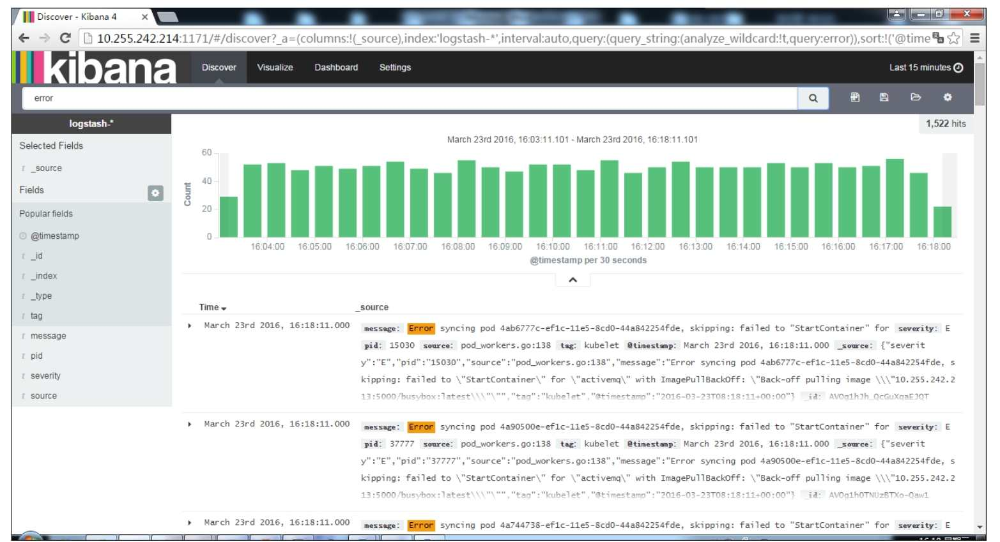 Discover - Kibana 4
10.255.242.214:1171/#/discover?_a=(columns:!(_source),index:'logstash-*',interval:auto,query:(query_string:(analyze_wildcard:!t,query:error)),sort:!('@time
kibana Discover Visualize Dashboard Settings Last 15 minutes
error
logstash-*
1,522 hits
Selected Fields
t _source
Fields
Popular fields
@timestamp
t _id
t _index
t _type
t tag
t message
t pid
t severity
t source
March 23rd 2016, 16:03:11.101 - March 23rd 2016, 16:18:11.101
Count
60
40
20
0
16:04:00 16:05:00 16:06:00 16:07:00 16:08:00 16:09:00 16:10:00 16:11:00 16:12:00 16:13:00 16:14:00 16:15:00 16:16:00 16:17:00 16:18:00
@timestamp per 30 seconds
Time _source
March 23rd 2016, 16:18:11.000 message: Error syncing pod 4ab6777c-ef1c-11e5-8cd0-44a842254fde, skipping: failed to "StartContainer" for severity: E
pid: 15030 source: pod_workers.go:138 tag: kubelet @timestamp: March 23rd 2016, 16:18:11.000 _source: {"severit
y":"E","pid":"15030","source":"pod_workers.go:138","message":"Error syncing pod 4ab6777c-ef1c-11e5-8cd0-44a842254fde, s
kipping: failed to \"StartContainer\" for \"activemq\" with ImagePullBackOff: \"Back-off pulling image \\\"10.255.242.2
13:5000/busybox:latest\\\"\"","tag":"kubelet","@timestamp":"2016-03-23T08:18:11+00:00"} _id: AVOg1hJh_QcGuXgaEJQT
March 23rd 2016, 16:18:11.000 message: Error syncing pod 4a90500e-ef1c-11e5-8cd0-44a842254fde, skipping: failed to "StartContainer" for severity: E
pid: 37777 source: pod_workers.go:138 tag: kubelet @timestamp: March 23rd 2016, 16:18:11.000 _source: {"severit
y":"E","pid":"37777","source":"pod_workers.go:138","message":"Error syncing pod 4a90500e-ef1c-11e5-8cd0-44a842254fde, s
kipping: failed to \"StartContainer\" for \"activemq\" with ImagePullBackOff: \"Back-off pulling image \\\"10.255.242.2
13:5000/busybox:latest\\\"\"","tag":"kubelet","@timestamp":"2016-03-23T08:18:11+00:00"} _id: AVOg1hOTNUzBTXo-Qaw1
March 23rd 2016, 16:18:11.000 message: Error syncing pod 4a744738-ef1c-11e5-8cd0-44a842254fde, skipping: failed to "StartContainer" for severity: E